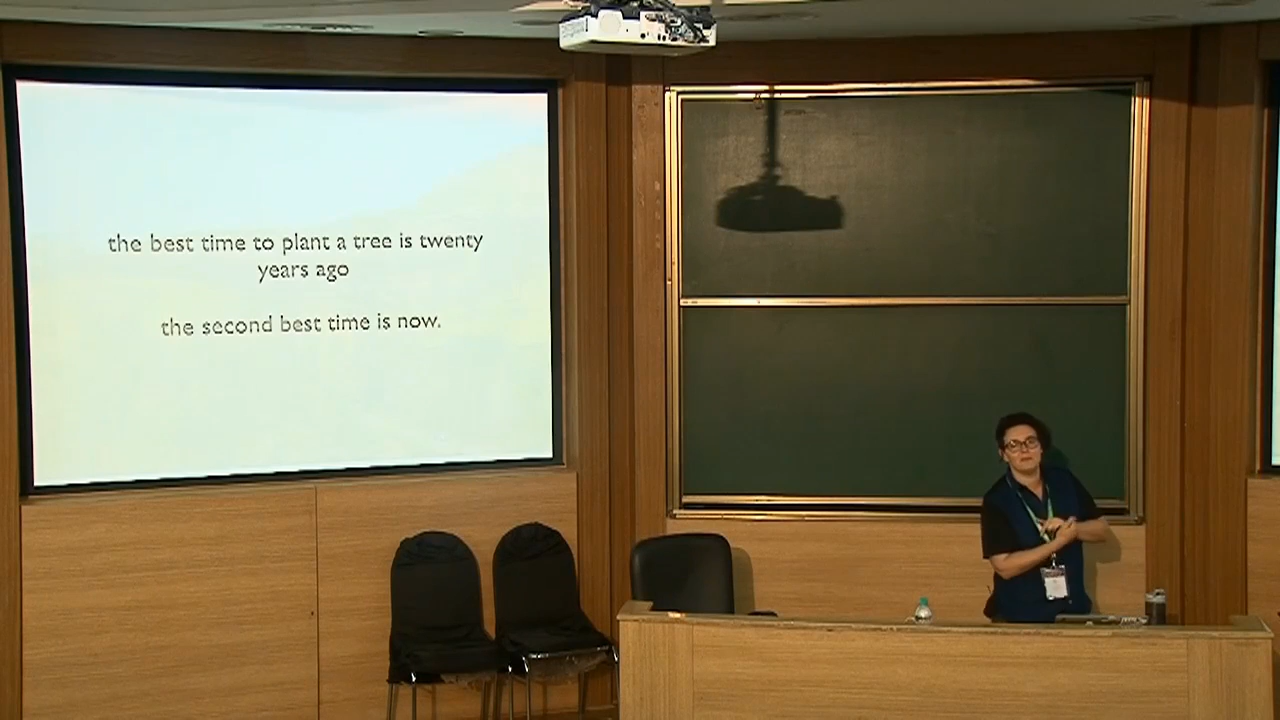 the best time to plant a tree is twenty
years ago
the second best time is now.